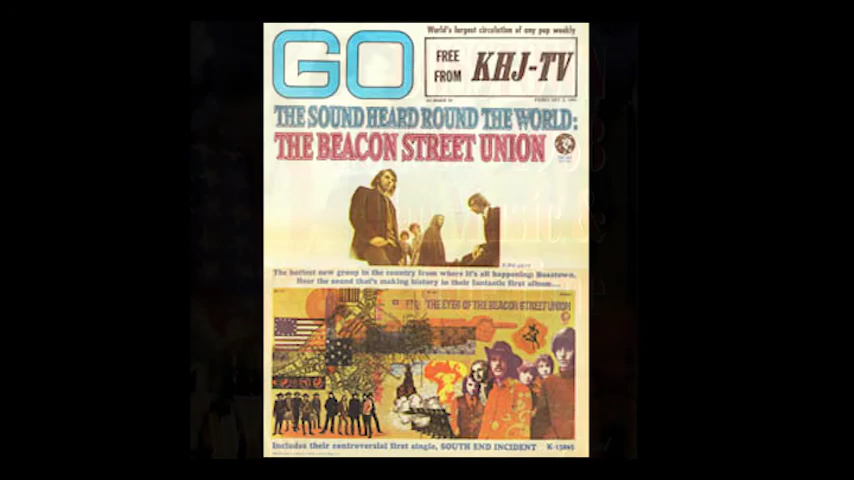 World's largest circulation of any pop weekly
GO
FREE
FROM
KHJ-TV
THE SOUND HEARD ROUND THE WORLD:
THE BEACON STREET UNION
The hottest new group in the country from where it's all happening: Bosstown.
Hear the sound that's making history in their fantastic first album....
THE EYES OF THE BEACON STREET UNION
Includes their controversial first single, SOUTH END INCIDENT